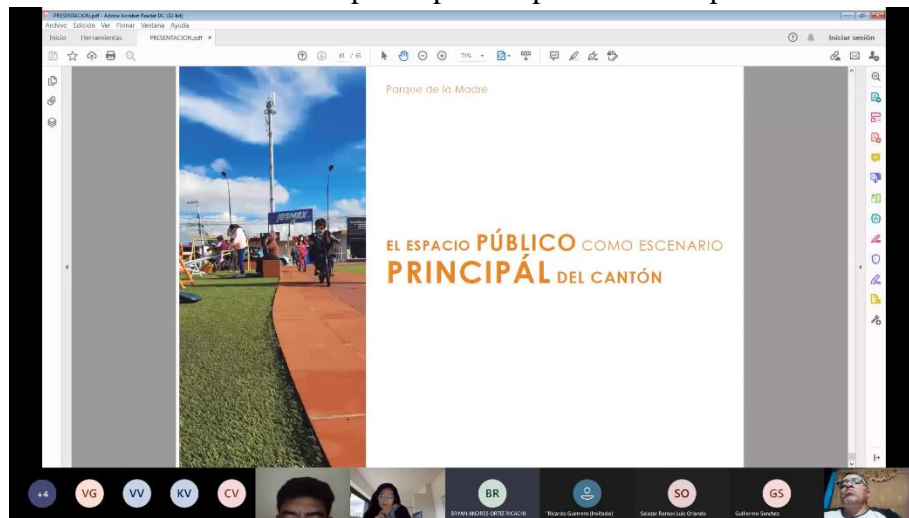 PRESENTACION.pdf - Adobe Acrobat Reader DC (32-bit)
Archivo Edición Ver Firmar Ventana Ayuda
Inicio Herramientas PRESENTACION.pdf × Iniciar sesión
71%
Parque de la Madre
JOSMAX
EL ESPACIO PÚBLICO COMO ESCENARIO
PRINCIPÁL DEL CANTÓN
+4 VG VV KV CV BR SO GS
BRYAN ANDRES ORTIZ RICACHI Ricardo Guerrero (Invitado) Salazar Ramos Luis Orlando Guillermo Sanchez